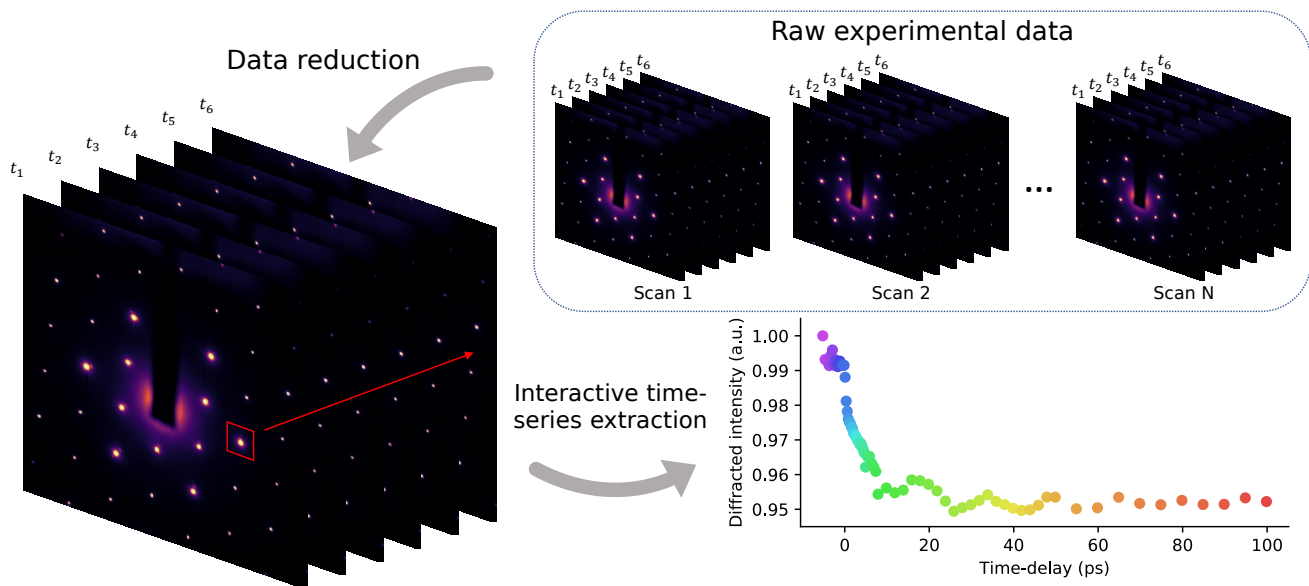 Raw experimental data
Data reduction
t₁ t₂ t₃ t₄ t₅ t₆
t₁ t₂ t₃ t₄ t₅ t₆
t₁ t₂ t₃ t₄ t₅ t₆
t₁ t₂ t₃ t₄ t₅ t₆
...
Scan 1
Scan 2
Scan N
Interactive time-
series extraction
Diffracted intensity (a.u.)
1.00
0.99
0.98
0.97
0.96
0.95
0 20 40 60 80 100
Time-delay (ps)